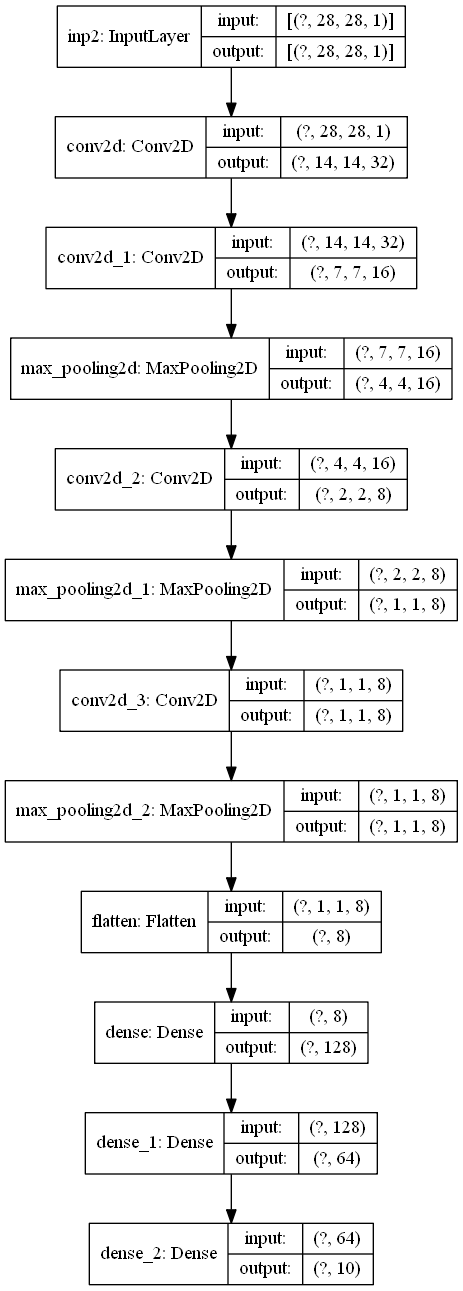 inp2: InputLayer
input: [(?, 28, 28, 1)]
output: [(?, 28, 28, 1)]
conv2d: Conv2D
input: (?, 28, 28, 1)
output: (?, 14, 14, 32)
conv2d_1: Conv2D
input: (?, 14, 14, 32)
output: (?, 7, 7, 16)
max_pooling2d: MaxPooling2D
input: (?, 7, 7, 16)
output: (?, 4, 4, 16)
conv2d_2: Conv2D
input: (?, 4, 4, 16)
output: (?, 2, 2, 8)
max_pooling2d_1: MaxPooling2D
input: (?, 2, 2, 8)
output: (?, 1, 1, 8)
conv2d_3: Conv2D
input: (?, 1, 1, 8)
output: (?, 1, 1, 8)
max_pooling2d_2: MaxPooling2D
input: (?, 1, 1, 8)
output: (?, 1, 1, 8)
flatten: Flatten
input: (?, 1, 1, 8)
output: (?, 8)
dense: Dense
input: (?, 8)
output: (?, 128)
dense_1: Dense
input: (?, 128)
output: (?, 64)
dense_2: Dense
input: (?, 64)
output: (?, 10)